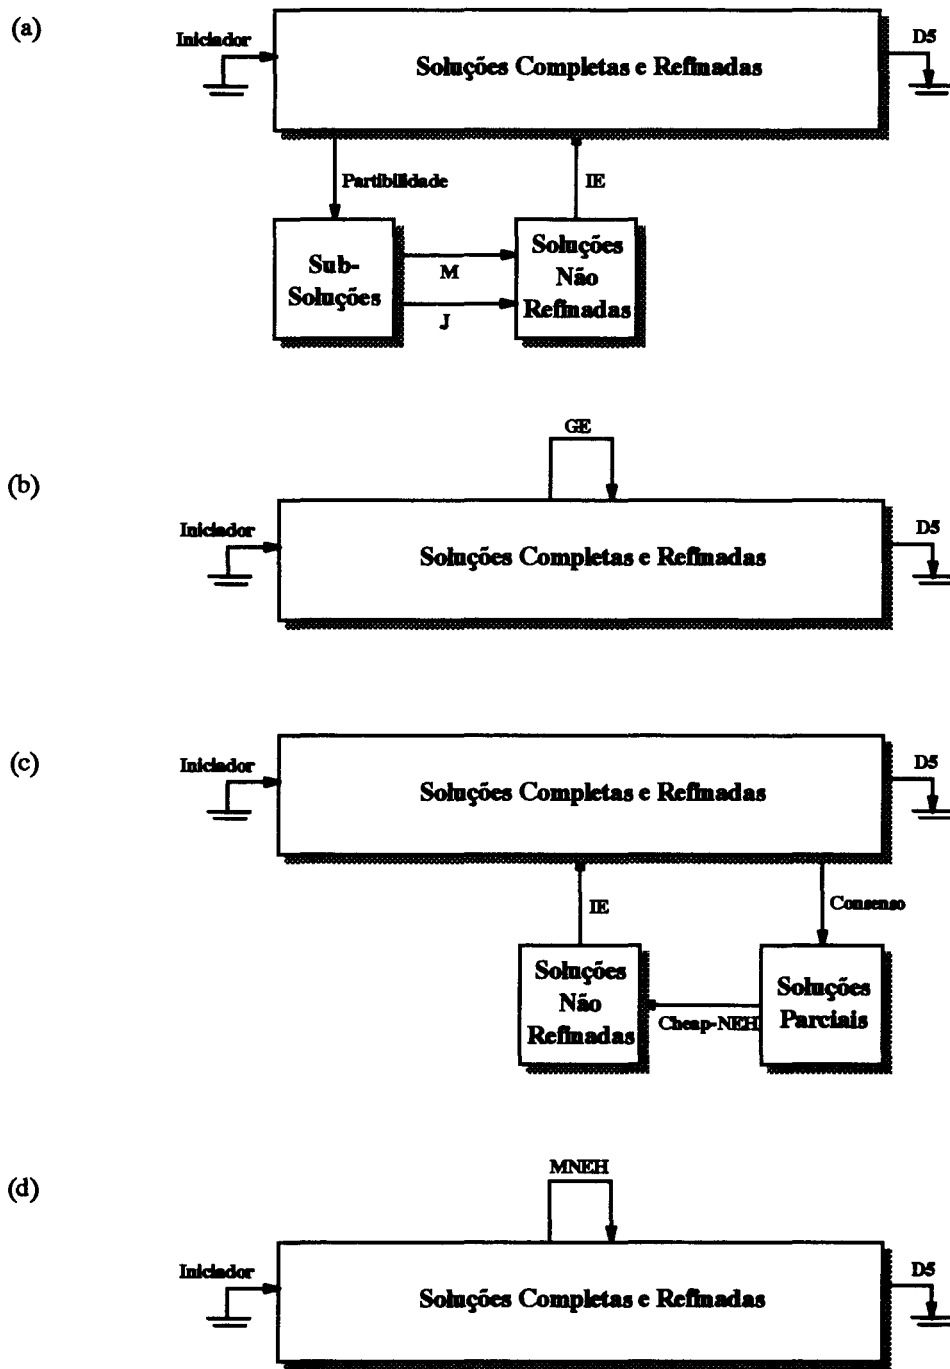 (a)
Iniciador
D5
Soluções Completas e Refinadas
Partibilidade
IE
Sub-
Soluções
M
J
Soluções
Não
Refinadas
(b)
GE
Iniciador
D5
Soluções Completas e Refinadas
(c)
Iniciador
D5
Soluções Completas e Refinadas
IE
Consenso
Soluções
Não
Refinadas
Cheap-NEH
Soluções
Parciais
(d)
MNEH
Iniciador
D5
Soluções Completas e Refinadas